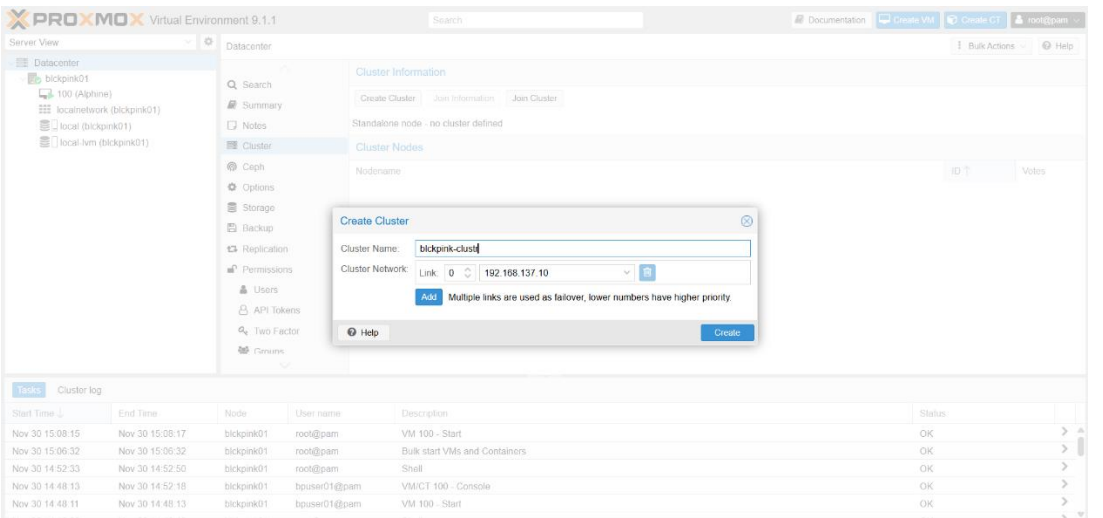 PROXMOX Virtual Environment 9.1.1
Search
Documentation
Create VM
Create CT
root@pam
Server View
Datacenter
Bulk Actions
Help
Datacenter
blckpink01
100 (Alphine)
localnetwork (blckpink01)
local (blckpink01)
local-lvm (blckpink01)
Search
Summary
Notes
Cluster
Ceph
Options
Storage
Backup
Replication
Permissions
Users
API Tokens
Two Factor
Groups
Cluster Information
Create Cluster Join Information Join Cluster
Standalone node - no cluster defined
Cluster Nodes
Nodename ID Votes
Create Cluster
Cluster Name: blckpink-clustr
Cluster Network: Link: 0 192.168.137.10
Add Multiple links are used as failover, lower numbers have higher priority.
Help
Create
Tasks Cluster log
Start Time End Time Node User name Description Status
Nov 30 15:08:15 Nov 30 15:08:17 blckpink01 root@pam VM 100 - Start OK
Nov 30 15:06:32 Nov 30 15:06:32 blckpink01 root@pam Bulk start VMs and Containers OK
Nov 30 14:52:33 Nov 30 14:52:50 blckpink01 root@pam Shell OK
Nov 30 14:48:13 Nov 30 14:52:18 blckpink01 bpuser01@pam VM/CT 100 - Console OK
Nov 30 14:48:11 Nov 30 14:48:13 blckpink01 bpuser01@pam VM 100 - Start OK